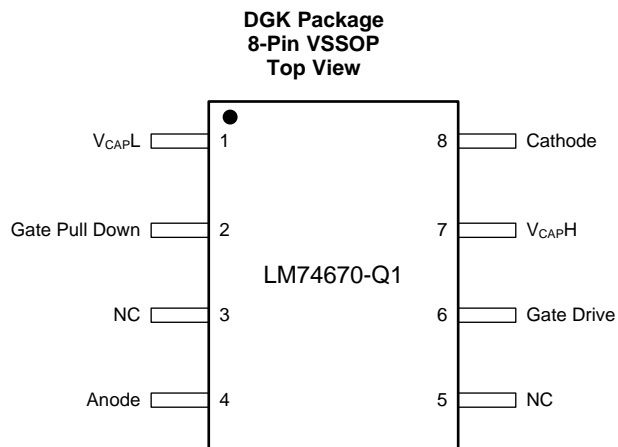 DGK Package
8-Pin VSSOP
Top View
VCAPL 1 8 Cathode
Gate Pull Down 2 7 VCAPH
LM74670-Q1
NC 3 6 Gate Drive
Anode 4 5 NC